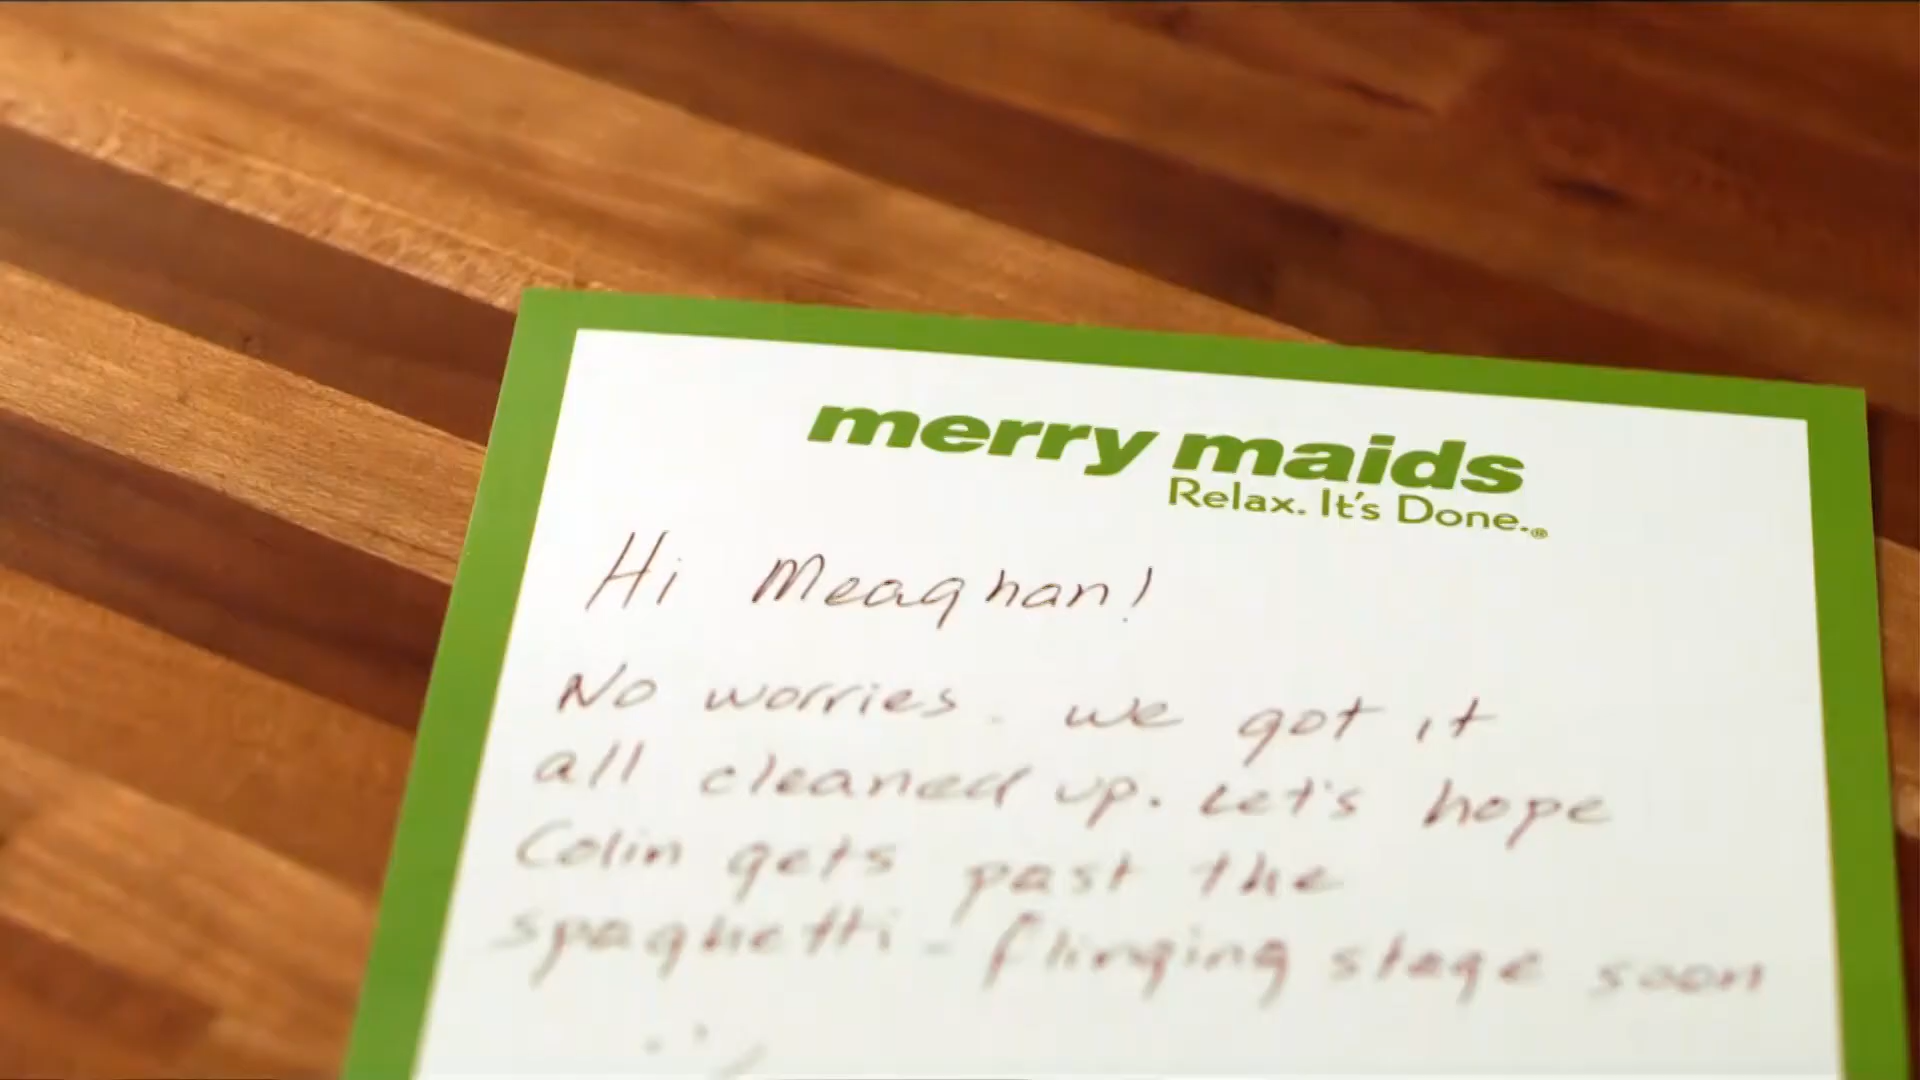 merry maids
Relax. It's Done.®
Hi Meaghan!
No worries. we got it
all cleaned up. Let's hope
Colin gets past the
spaghetti-flinging stage soon